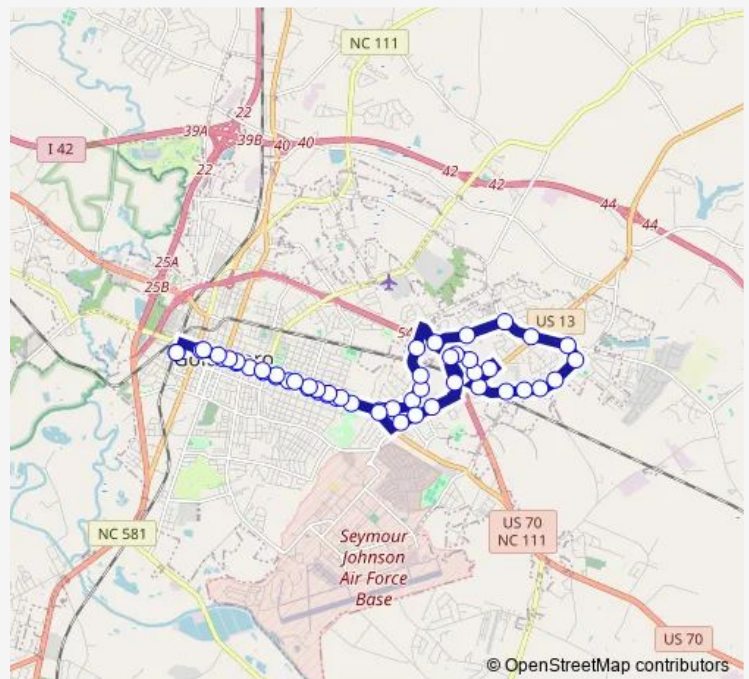 NC 111
22
39A
39B
40 40
I 42
22
42
42
44
44
25A
25B
US 13
54
NC 581
US 70
NC 111
Seymour
Johnson
Air Force
Base
US 70
© OpenStreetMap contributors